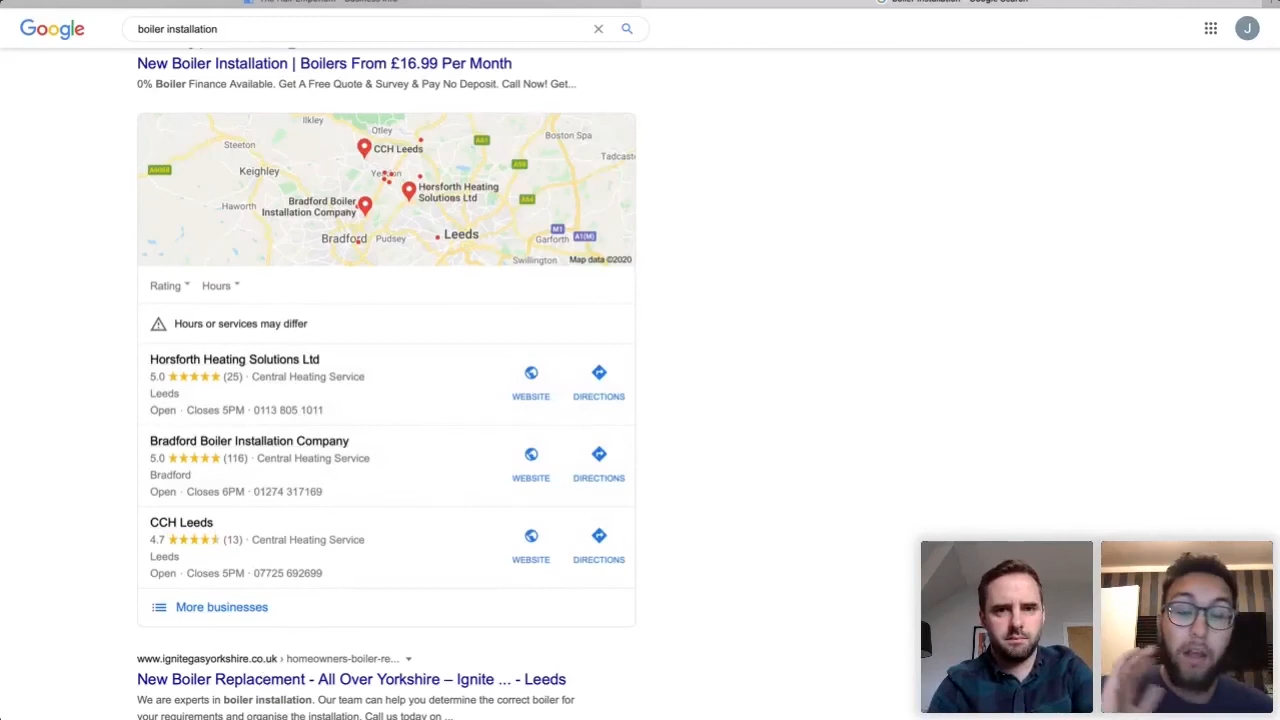 Google
boiler installation
J
New Boiler Installation | Boilers From £16.99 Per Month
0% Boiler Finance Available. Get A Free Quote & Survey & Pay No Deposit. Call Now! Get...
Ilkley
Otley
Boston Spa
Steeton
CCH Leeds
A61
Tadcaste
A58
A6068
Keighley
Yeadon
Horsforth Heating
Solutions Ltd
Bradford Boiler
Installation Company
Haworth
A64
Bradford
Pudsey
Leeds
M1
Garforth
A1(M)
Swillington
Map data ©2020
Rating
Hours
Hours or services may differ
Horsforth Heating Solutions Ltd
5.0 ★★★★★ (25) · Central Heating Service
Leeds
Open · Closes 5PM · 0113 805 1011
WEBSITE
DIRECTIONS
Bradford Boiler Installation Company
5.0 ★★★★★ (116) · Central Heating Service
Bradford
Open · Closes 6PM · 01274 317169
WEBSITE
DIRECTIONS
CCH Leeds
4.7 (13) · Central Heating Service
Leeds
Open · Closes 5PM · 07725 692699
WEBSITE
DIRECTIONS
More businesses
www.ignitegasyorkshire.co.uk › homeowners-boiler-re...
New Boiler Replacement - All Over Yorkshire – Ignite ... - Leeds
We are experts in boiler installation. Our team can help you determine the correct boiler for
your requirements and organise the installation. Call us today on ...